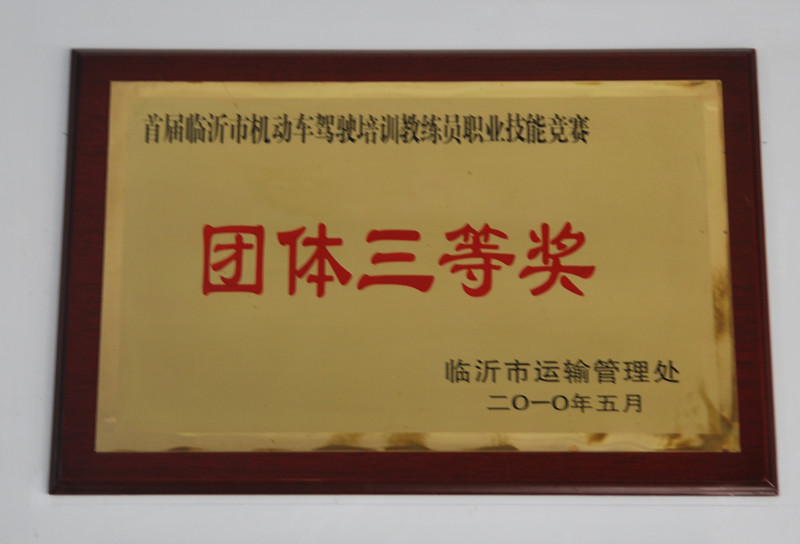 首届临沂市机动车驾驶培训教练员职业技能竞赛
团体三等奖
临沂市运输管理处
二〇一〇年五月